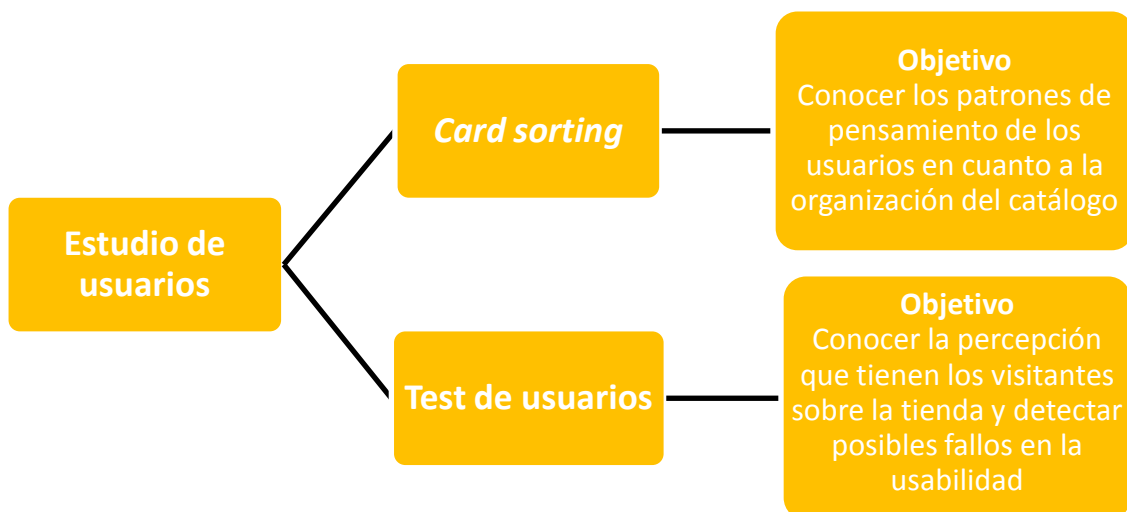 Estudio de
usuarios
Card sorting
Objetivo
Conocer los patrones de
pensamiento de los
usuarios en cuanto a la
organización del catálogo
Test de usuarios
Objetivo
Conocer la percepción
que tienen los visitantes
sobre la tienda y detectar
posibles fallos en la
usabilidad